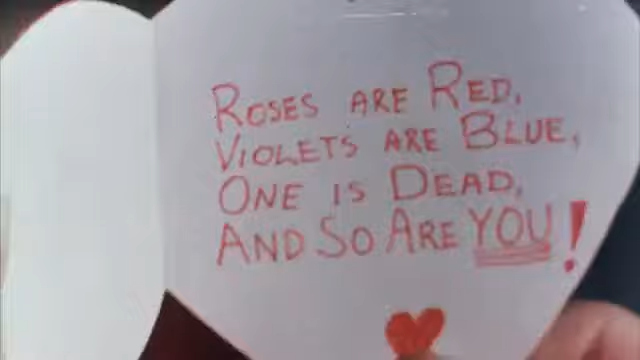 ROSES ARE RED,
VIOLETS ARE BLUE,
ONE IS DEAD,
AND SO ARE YOU!